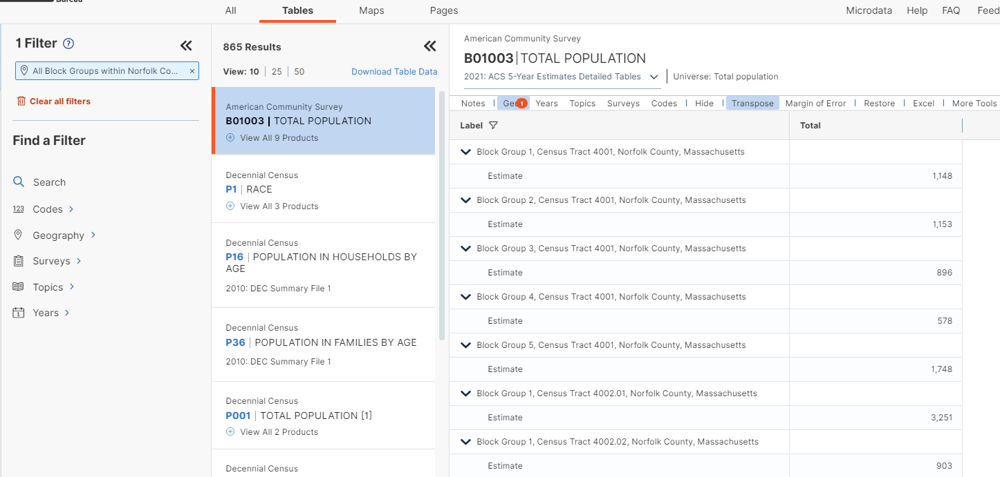 Bureau
All Tables Maps Pages Microdata Help FAQ Feed
1 Filter ?
All Block Groups within Norfolk Co... ×
Clear all filters
Find a Filter
Search
123 Codes
Geography
Surveys
Topics
1 Years
865 Results
View: 10 | 25 | 50 Download Table Data
American Community Survey
B01003 | TOTAL POPULATION
View All 9 Products
Decennial Census
P1 | RACE
View All 3 Products
Decennial Census
P16 | POPULATION IN HOUSEHOLDS BY
AGE
2010: DEC Summary File 1
Decennial Census
P36 | POPULATION IN FAMILIES BY AGE
2010: DEC Summary File 1
Decennial Census
P001 | TOTAL POPULATION [1]
View All 2 Products
Decennial Census
American Community Survey
B01003 | TOTAL POPULATION
2021: ACS 5-Year Estimates Detailed Tables | Universe: Total population
Notes | Ge 1 Years Topics Surveys Codes | Hide | Transpose Margin of Error | Restore | Excel | More Tools
Label Total
Block Group 1, Census Tract 4001, Norfolk County, Massachusetts
Estimate 1,148
Block Group 2, Census Tract 4001, Norfolk County, Massachusetts
Estimate 1,153
Block Group 3, Census Tract 4001, Norfolk County, Massachusetts
Estimate 896
Block Group 4, Census Tract 4001, Norfolk County, Massachusetts
Estimate 578
Block Group 5, Census Tract 4001, Norfolk County, Massachusetts
Estimate 1,748
Block Group 1, Census Tract 4002.01, Norfolk County, Massachusetts
Estimate 3,251
Block Group 1, Census Tract 4002.02, Norfolk County, Massachusetts
Estimate 903